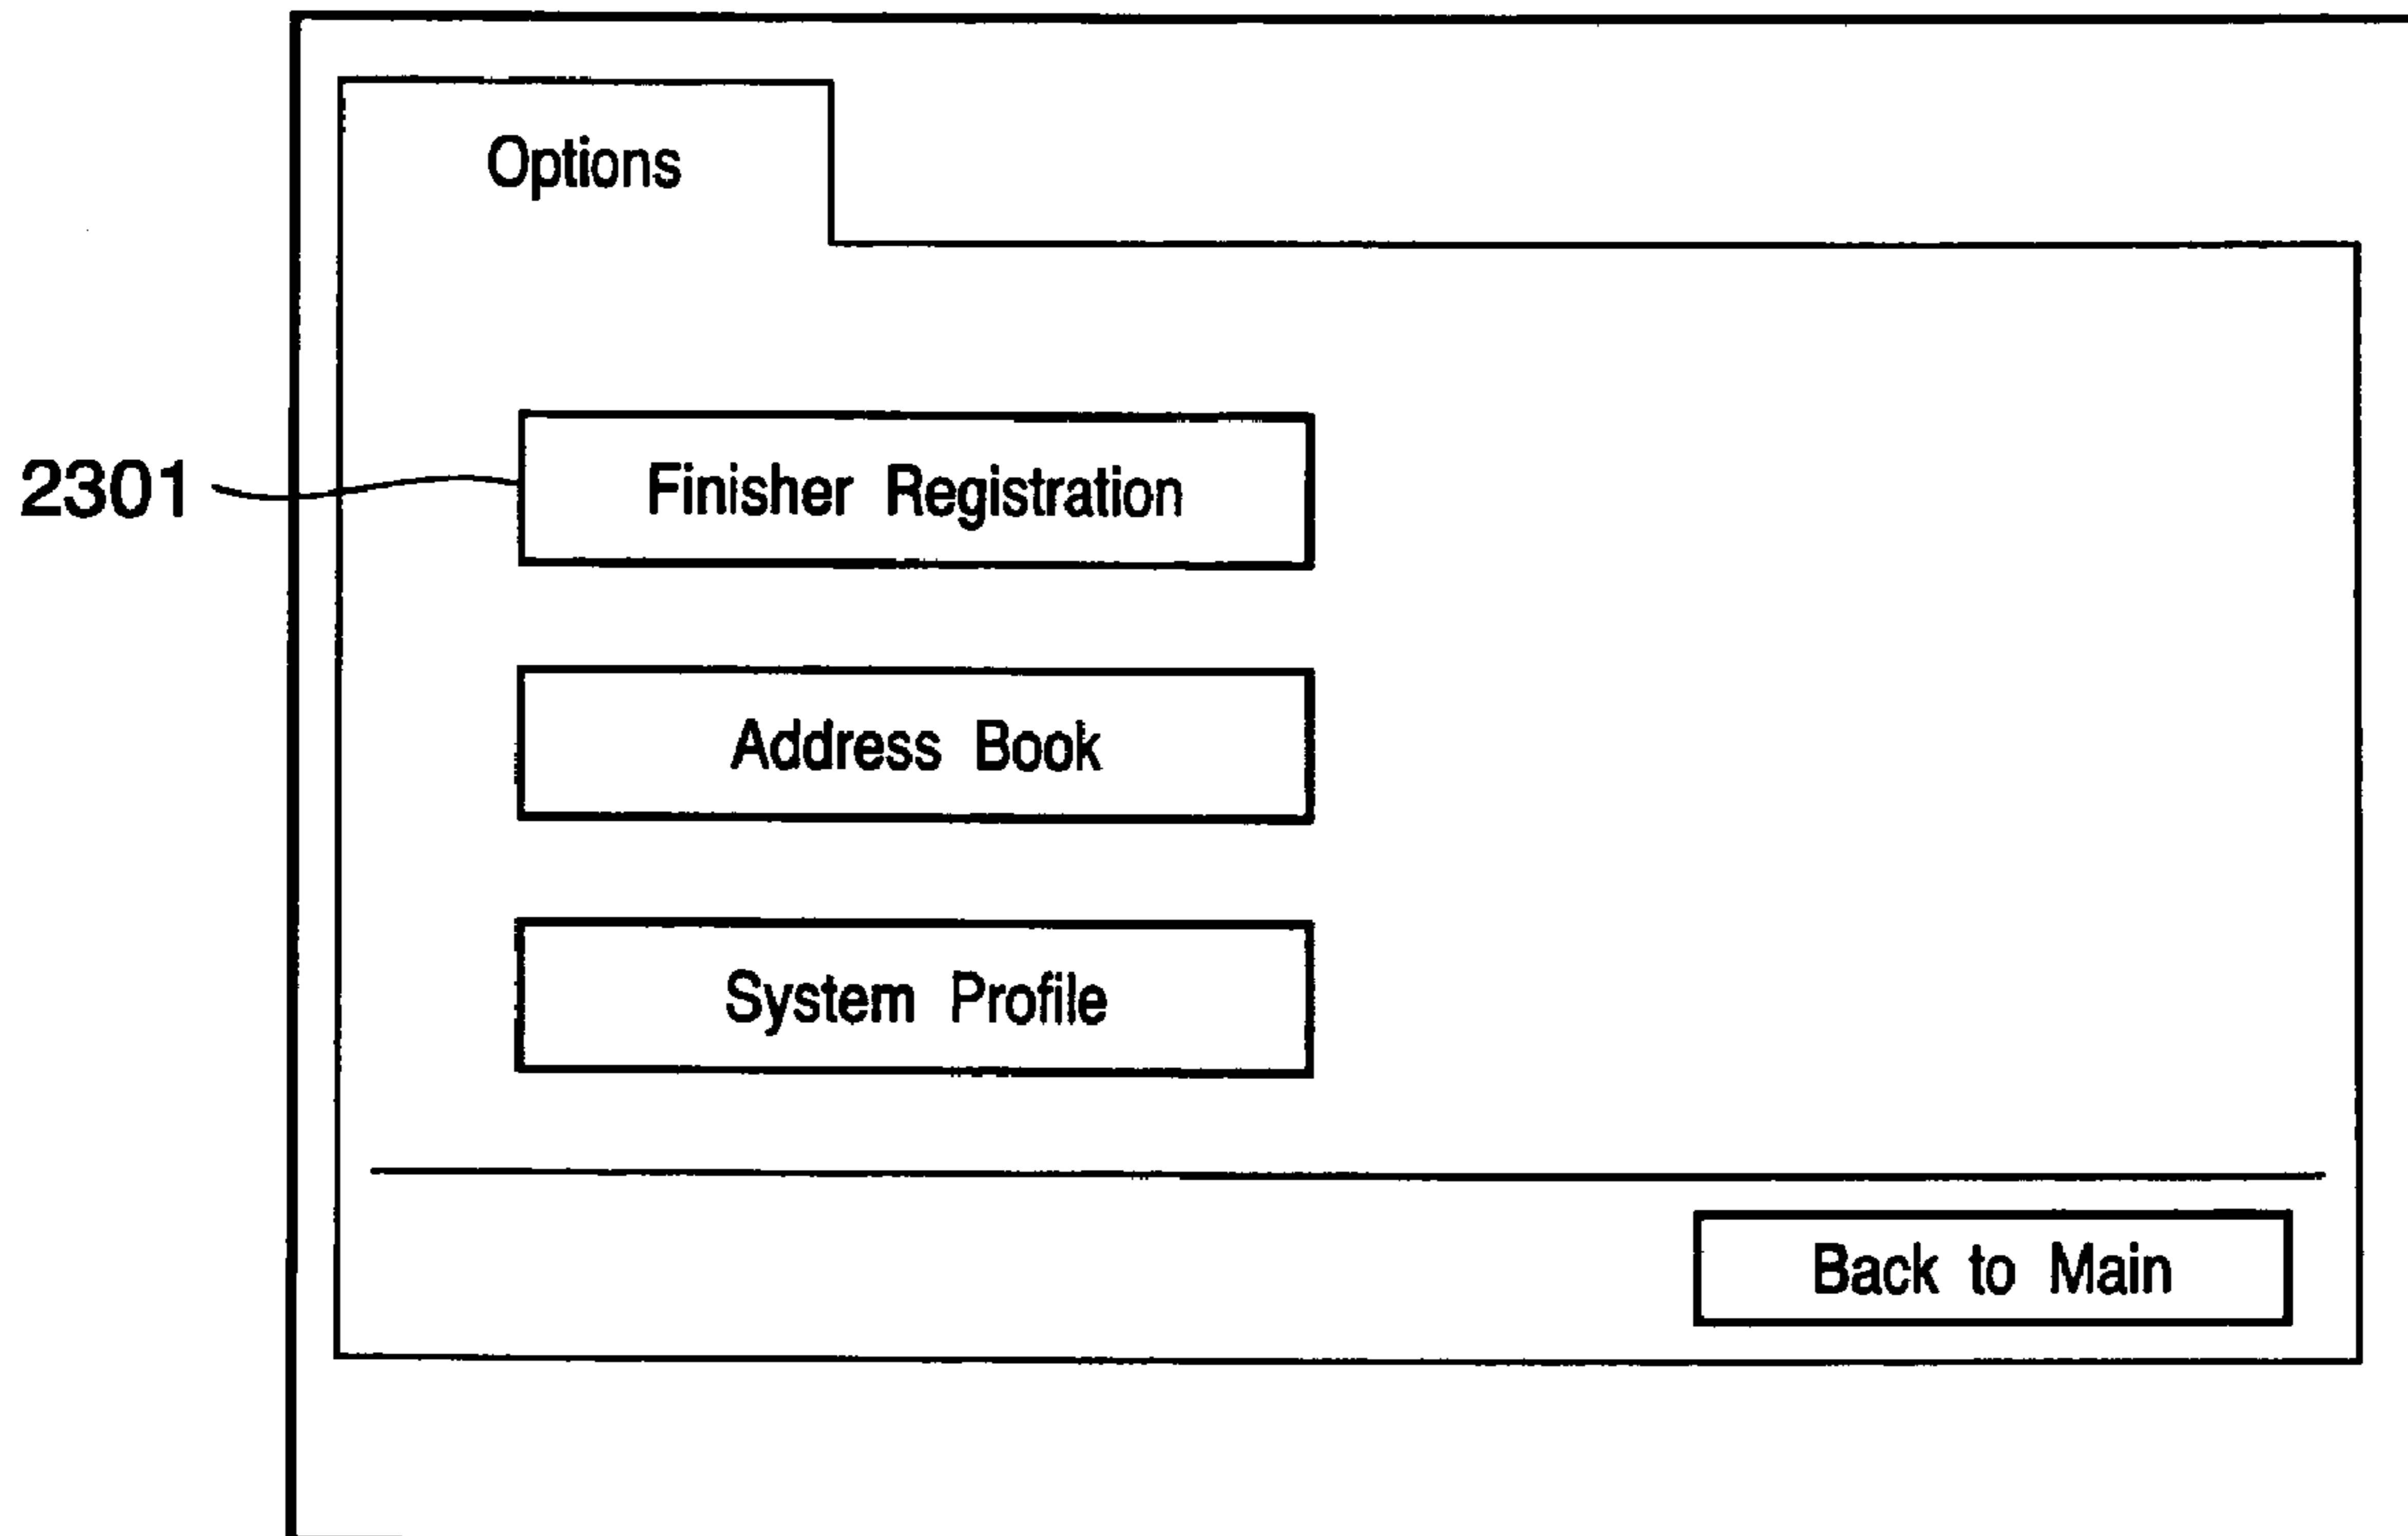 Options
2301
Finisher Registration
Address Book
System Profile
Back to Main